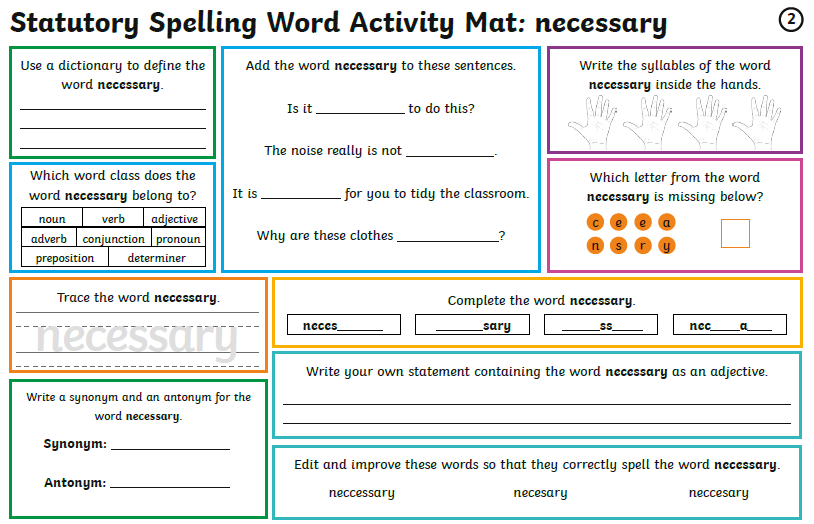 Statutory Spelling Word Activity Mat: necessary
2
Use a dictionary to define the
word necessary.
Add the word necessary to these sentences.
Is it ____________ to do this?
The noise really is not ____________.
It is ____________ for you to tidy the classroom.
Why are these clothes ______________?
Write the syllables of the word
necessary inside the hands.
Which word class does the
word necessary belong to?
noun verb adjective
adverb conjunction pronoun
preposition determiner
Which letter from the word
necessary is missing below?
c e e a
n s r y
Trace the word necessary.
necessary
Complete the word necessary.
neces_______ _______sary ______ss_____ nec____a____
Write a synonym and an antonym for the
word necessary.
Synonym: ________________
Antonym: ________________
Write your own statement containing the word necessary as an adjective.
Edit and improve these words so that they correctly spell the word necessary.
neccessary necesary neccesary